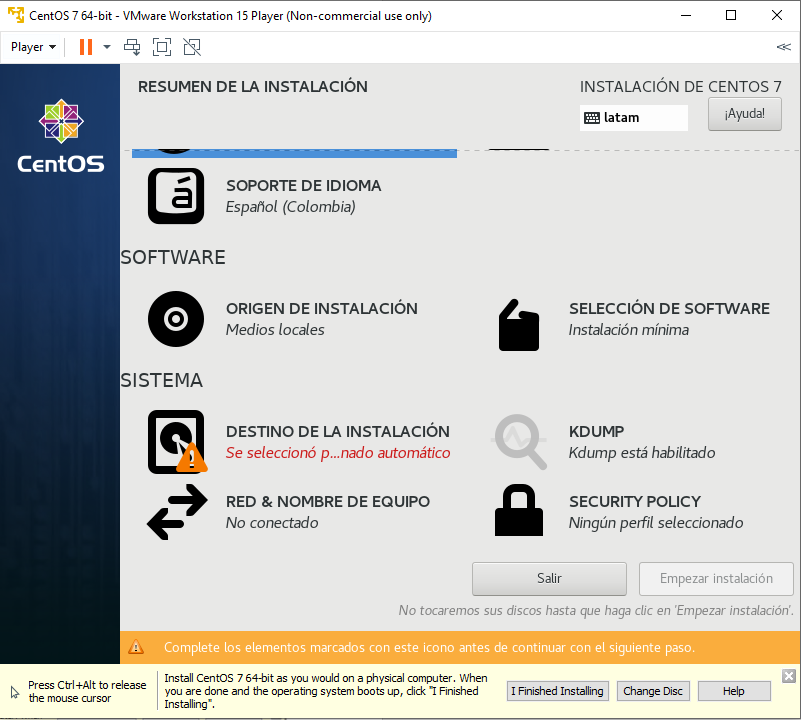 CentOS 7 64-bit - VMware Workstation 15 Player (Non-commercial use only)
Player
RESUMEN DE LA INSTALACIÓN
INSTALACIÓN DE CENTOS 7
latam
¡Ayuda!
CentOS
á
SOPORTE DE IDIOMA
Español (Colombia)
SOFTWARE
ORIGEN DE INSTALACIÓN
Medios locales
SELECCIÓN DE SOFTWARE
Instalación mínima
SISTEMA
DESTINO DE LA INSTALACIÓN
Se seleccionó p...nado automático
KDUMP
Kdump está habilitado
RED & NOMBRE DE EQUIPO
No conectado
SECURITY POLICY
Ningún perfil seleccionado
Salir
Empezar instalación
No tocaremos sus discos hasta que haga clic en 'Empezar instalación'.
Complete los elementos marcados con este icono antes de continuar con el siguiente paso.
Press Ctrl+Alt to release
the mouse cursor
Install CentOS 7 64-bit as you would on a physical computer. When
you are done and the operating system boots up, click "I Finished
Installing".
I Finished Installing
Change Disc
Help